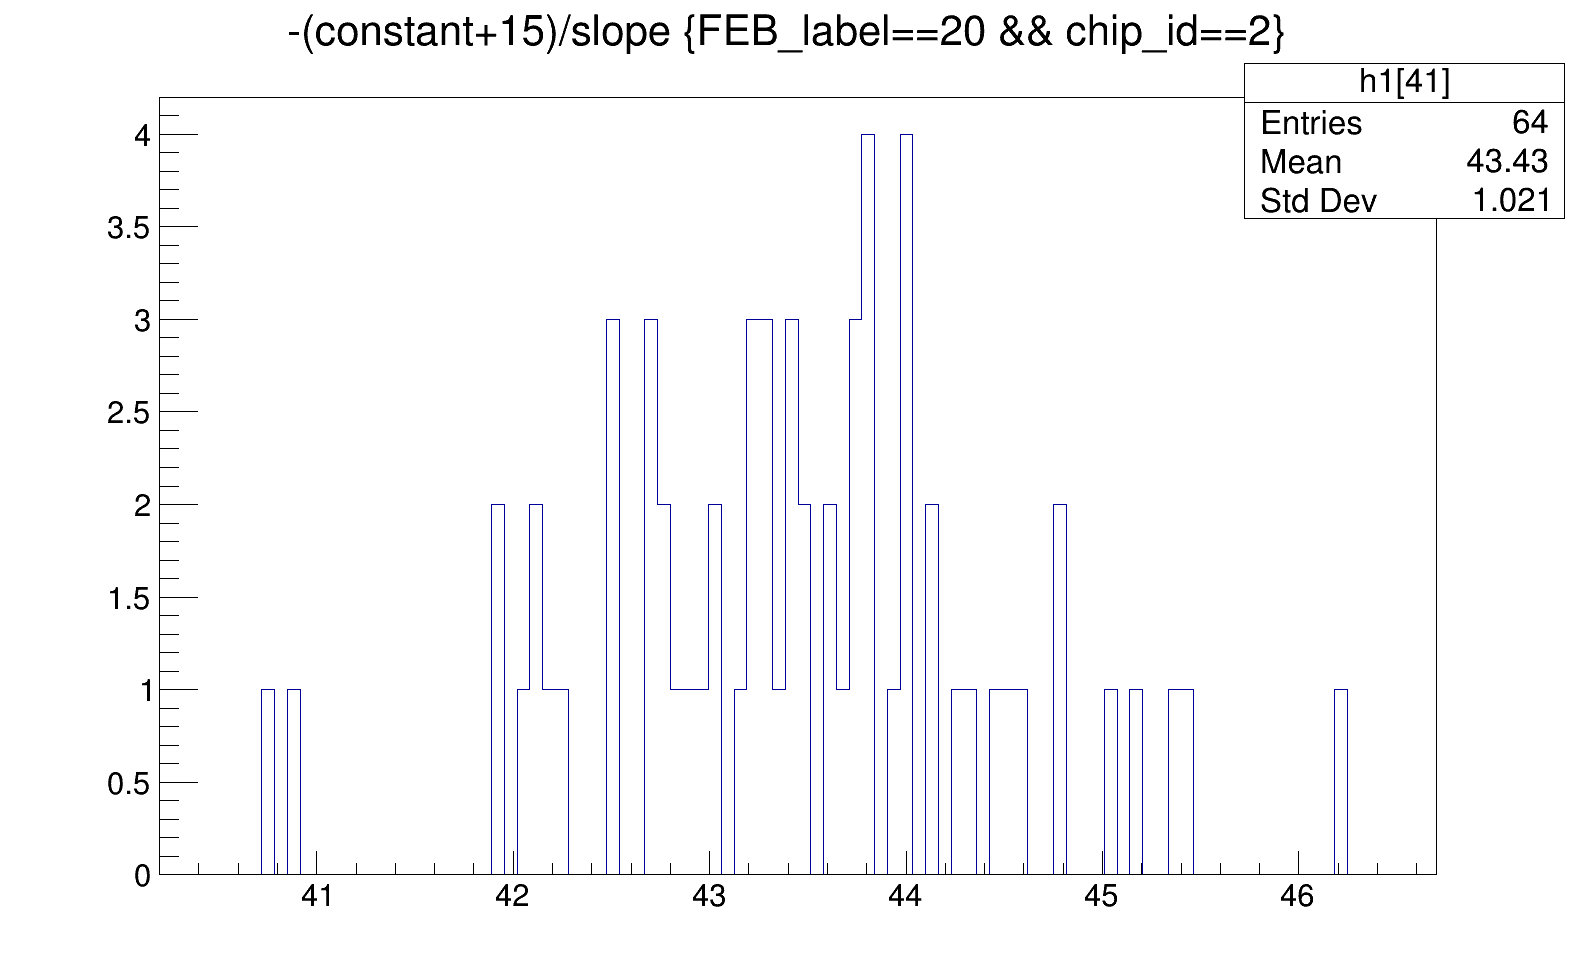 -(constant+15)/slope {FEB_label==20 && chip_id==2}
h1[41]
Entries 64
Mean 43.43
Std Dev 1.021
4
3.5
3
2.5
2
1.5
1
0.5
0
41 42 43 44 45 46